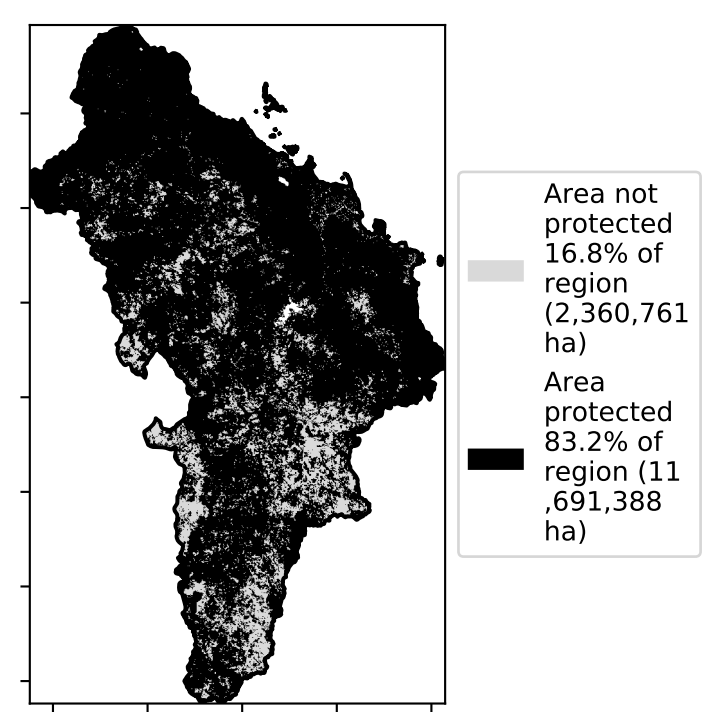 Area not
protected
16.8% of
region
(2,360,761
ha)
Area
protected
83.2% of
region (11
,691,388
ha)